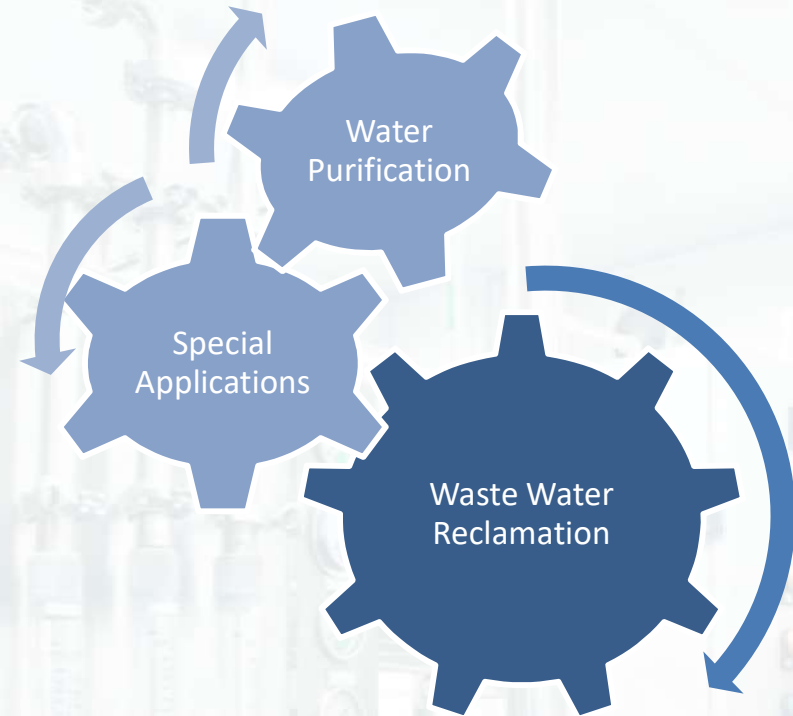 Water
Purification
Special
Applications
Waste Water
Reclamation